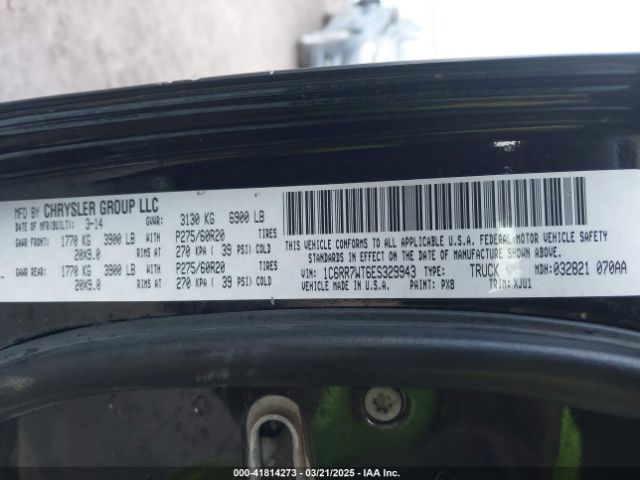 MFD BY CHRYSLER GROUP LLC
DATE OF MFR(BUILT): 3-14 GVWR: 3130 KG 6900 LB
GAWR FRONT: 1770 KG 3900 LB WITH P275/60R20 TIRES
20X9.0 RIMS AT 270 KPA ( 39 PSI) COLD
GAWR REAR: 1770 KG 3900 LB WITH P275/60R20 TIRES
20X9.0 RIMS AT 270 KPA ( 39 PSI) COLD
THIS VEHICLE CONFORMS TO ALL APPLICABLE U.S.A. FEDERAL MOTOR VEHICLE SAFETY
STANDARDS IN EFFECT ON THE DATE OF MANUFACTURE SHOWN ABOVE.
VIN: 1C6RR7WT6ES329943 TYPE: TRUCK MDH: 032821 070AA
VEHICLE MADE IN U.S.A. PAINT: PX8 TRIM: XJU1
000-41814273 - 03/21/2025 - IAA Inc.